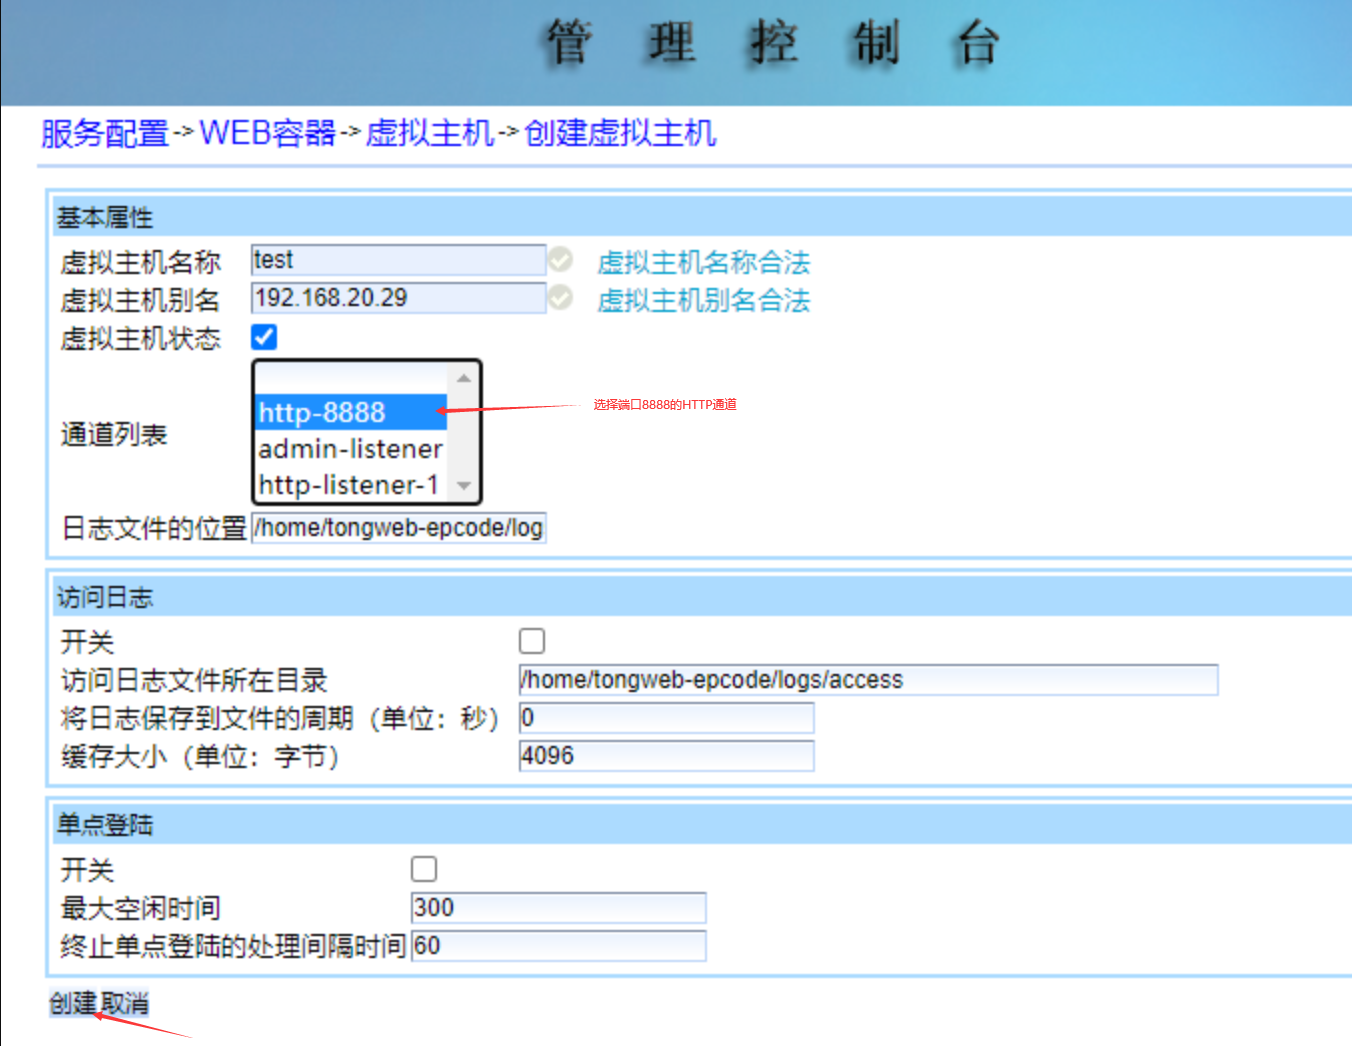 管理控制台
服务配置->WEB容器->虚拟主机->创建虚拟主机
基本属性
虚拟主机名称 test 虚拟主机名称合法
虚拟主机别名 192.168.20.29 虚拟主机别名合法
虚拟主机状态
通道列表
http-8888 选择端口8888的HTTP通道
admin-listener
http-listener-1
日志文件的位置 /home/tongweb-epcode/log
访问日志
开关
访问日志文件所在目录 /home/tongweb-epcode/logs/access
将日志保存到文件的周期（单位：秒） 0
缓存大小（单位：字节） 4096
单点登陆
开关
最大空闲时间 300
终止单点登陆的处理间隔时间 60
创建 取消